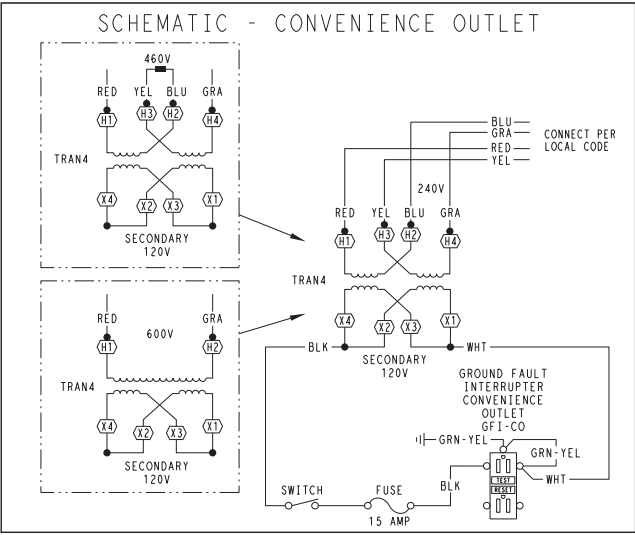 SCHEMATIC - CONVENIENCE OUTLET
460V
RED YEL BLU GRA
H1 H3 H2 H4
TRAN4
X4 X2 X3 X1
SECONDARY
120V
RED GRA
600V
H1 H2
TRAN4
X4 X2 X3 X1
SECONDARY
120V
BLU
GRA
RED
YEL
CONNECT PER
LOCAL CODE
240V
RED YEL BLU GRA
H1 H3 H2 H4
TRAN4
X4 X2 X3 X1
BLK WHT
SECONDARY
120V
GROUND FAULT
INTERRUPTER
CONVENIENCE
OUTLET
GFI-CO
GRN-YEL
GRN-YEL
WHT
BLK
TEST
RESET
SWITCH FUSE
15 AMP